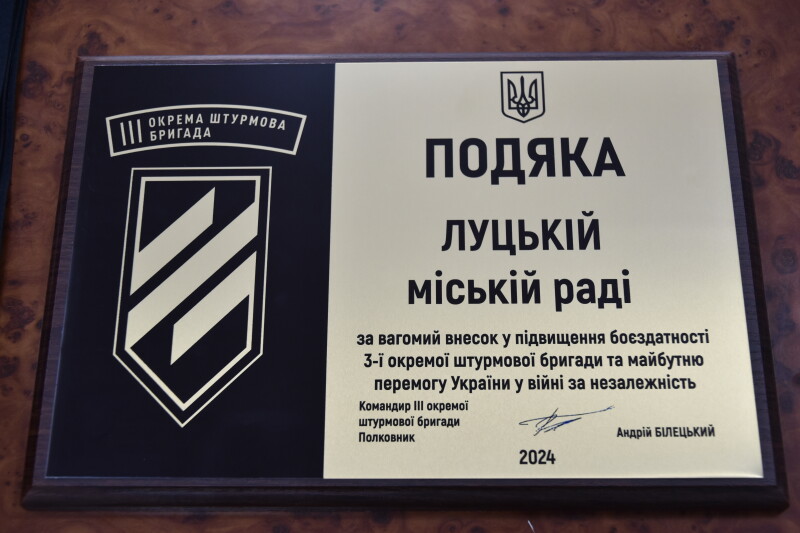 III ОКРЕМА ШТУРМОВА
БРИГАДА
ПОДЯКА
ЛУЦЬКІЙ
міській раді
за вагомий внесок у підвищення боєздатності
3-ї окремої штурмової бригади та майбутню
перемогу України у війні за незалежність
Командир III окремої
штурмової бригади
Полковник
Андрій БІЛЕЦЬКИЙ
2024